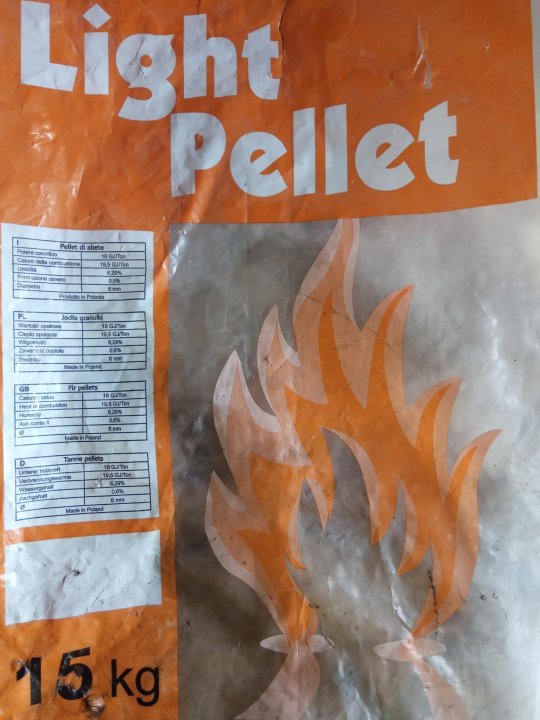 Light
Pellet
I Pellet di abete
Potere calorifico 18 GJ/Ton
Calore della combustione 19,5 GJ/Ton
Umidità 6,29%
Formazione cenere 0,6%
Diametro 6 mm
Prodotto in Polonia
PL Jodła granulki
Wartość opałowa 18 GJ/Ton
Ciepło spalania 19,5 GJ/Ton
Wilgotność 6,29%
Zawartość popiołu 0,6%
Średnica 6 mm
Made in Poland
GB Fir pellets
Calorif value 18 GJ/Ton
Heat of combustion 19,5 GJ/Ton
Humidity 6,29%
Ash content 0,6%
Ø 6 mm
Made in Poland
D Tanne pellets
Unterer heizwert 18 GJ/Ton
Verbrennungswärme 19,5 GJ/Ton
Wassergehalt 6,29%
Aschgehalt 0,6%
Ø 6 mm
Made in Poland
15 kg